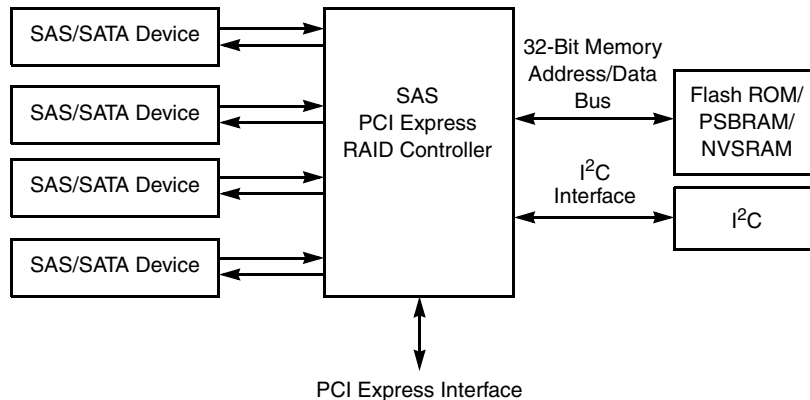 SAS/SATA Device
SAS/SATA Device
SAS/SATA Device
SAS/SATA Device
SAS
PCI Express
RAID Controller
32-Bit Memory
Address/Data
Bus
I²C
Interface
Flash ROM/
PSBRAM/
NVSRAM
I²C
PCI Express Interface